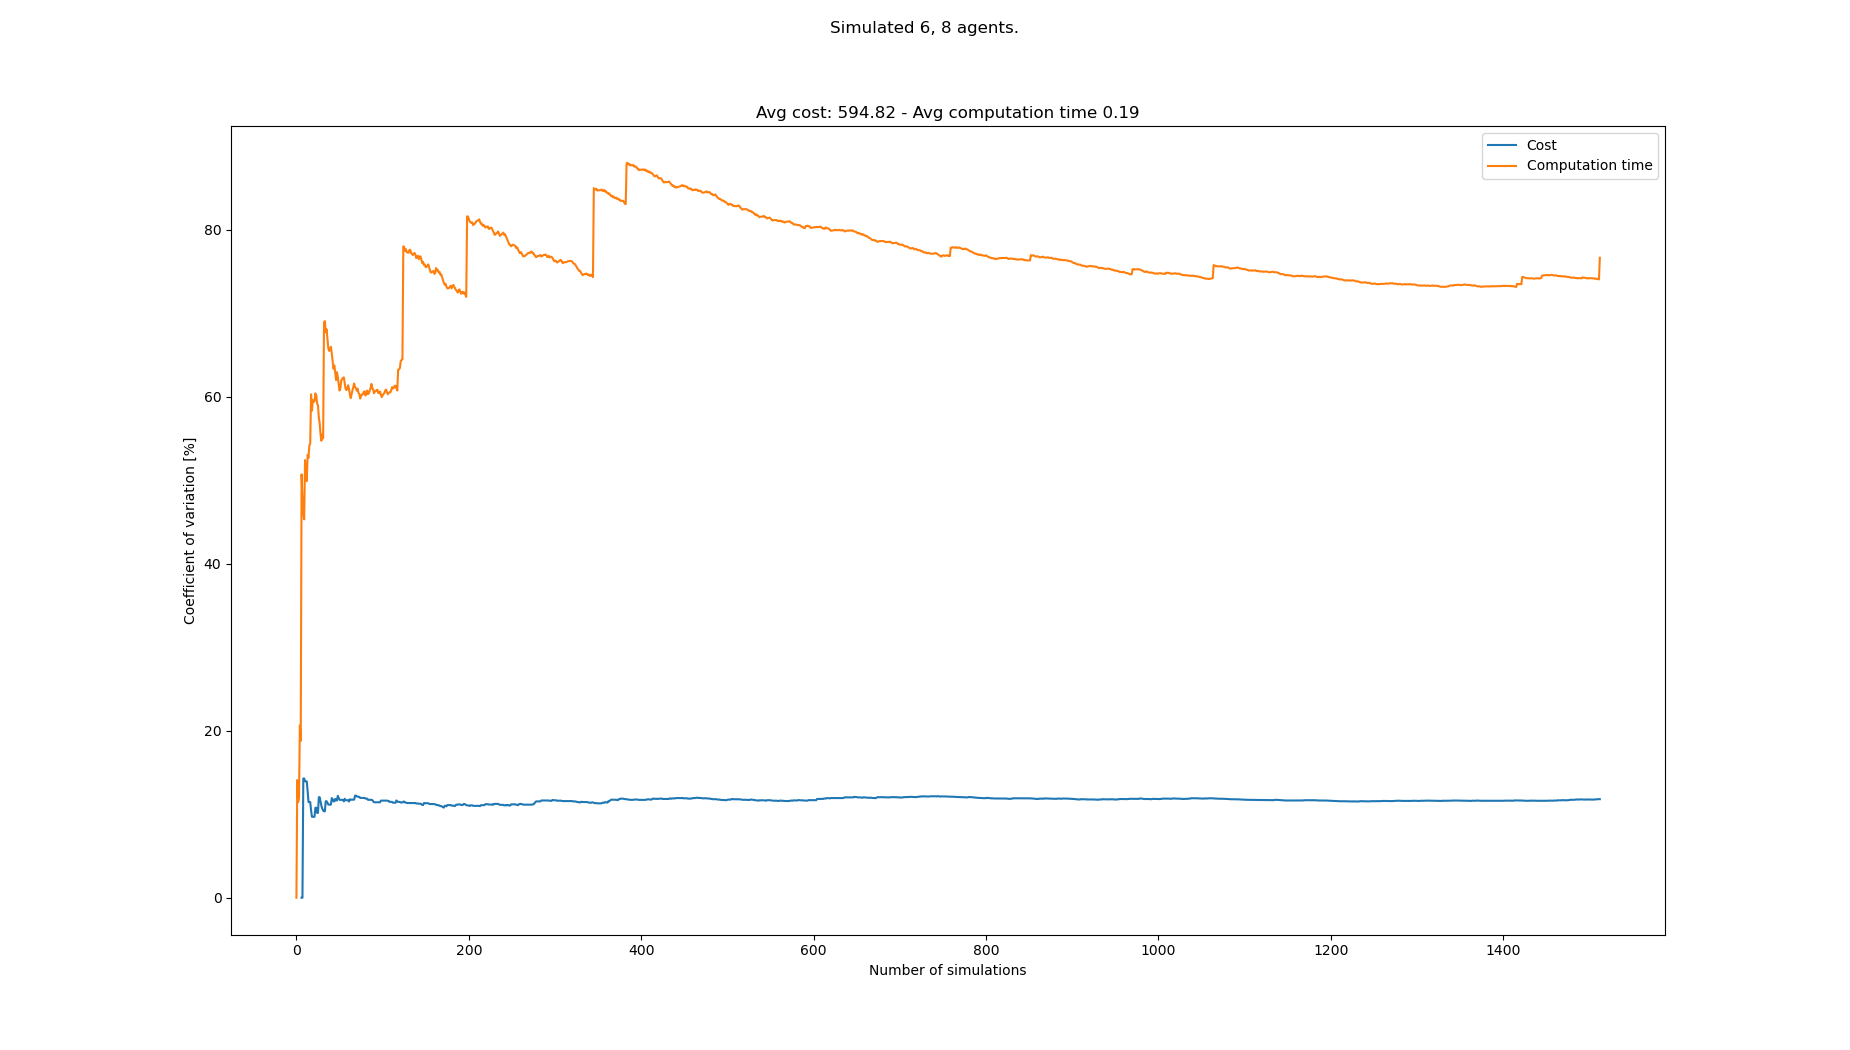 Simulated 6, 8 agents.
Avg cost: 594.82 - Avg computation time 0.19
Cost
Computation time
Coefficient of variation [%]
80
60
40
20
0
0 200 400 600 800 1000 1200 1400
Number of simulations